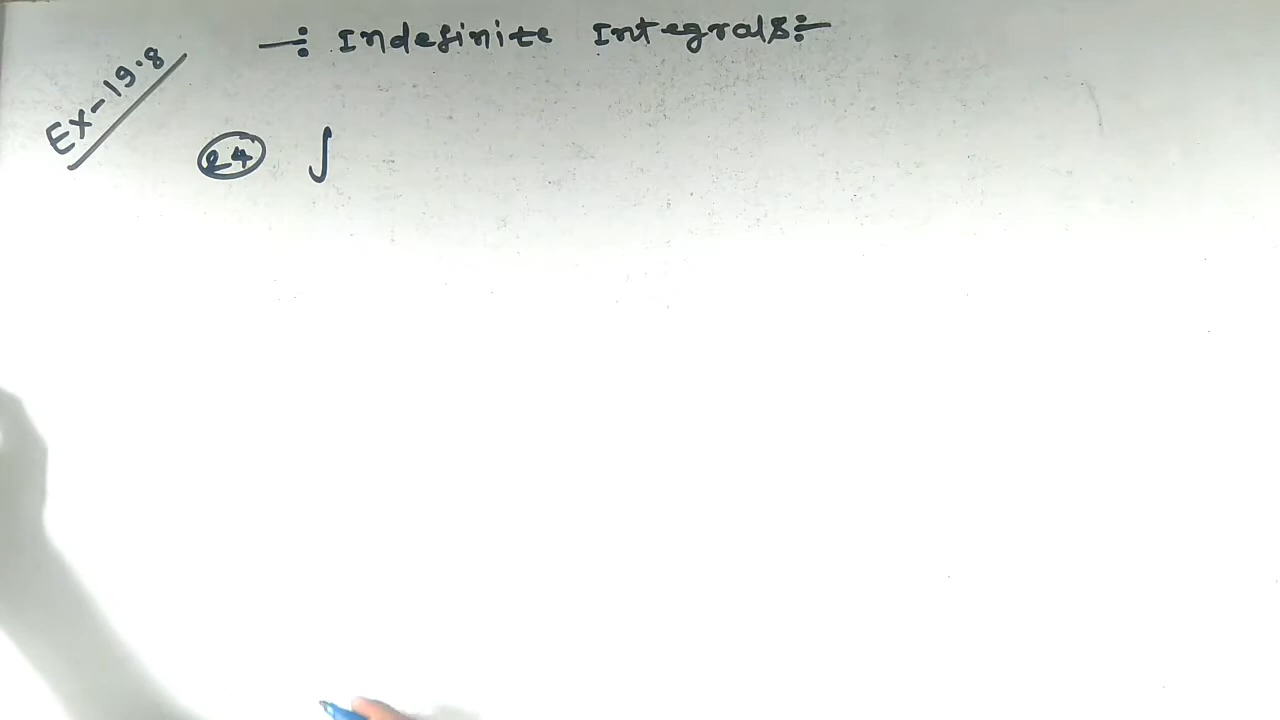 -: Indefinite Integrals:-
Ex-19.8
24 ∫